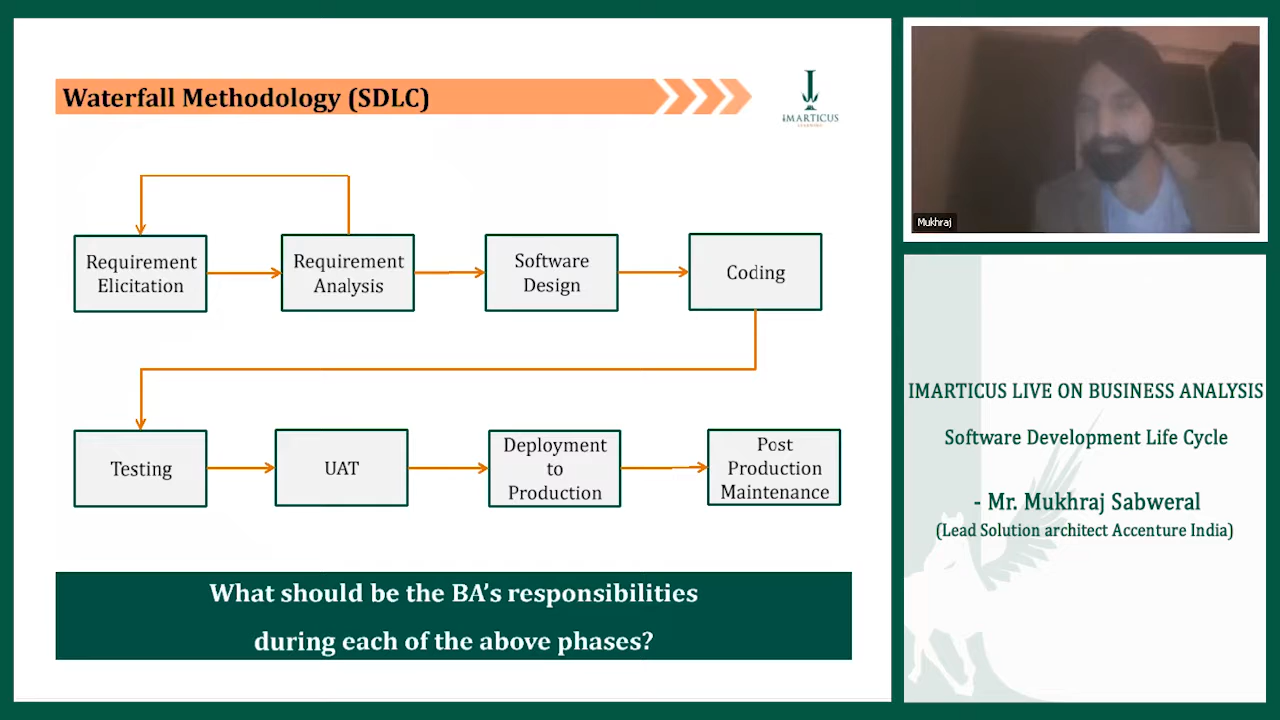 Waterfall Methodology (SDLC)
IMARTICUS
LEARNING
Requirement
Elicitation
Requirement
Analysis
Software
Design
Coding
Testing
UAT
Deployment
to
Production
Post
Production
Maintenance
What should be the BA's responsibilities
during each of the above phases?
Mukhraj
IMARTICUS LIVE ON BUSINESS ANALYSIS
Software Development Life Cycle
- Mr. Mukhraj Sabweral
(Lead Solution architect Accenture India)